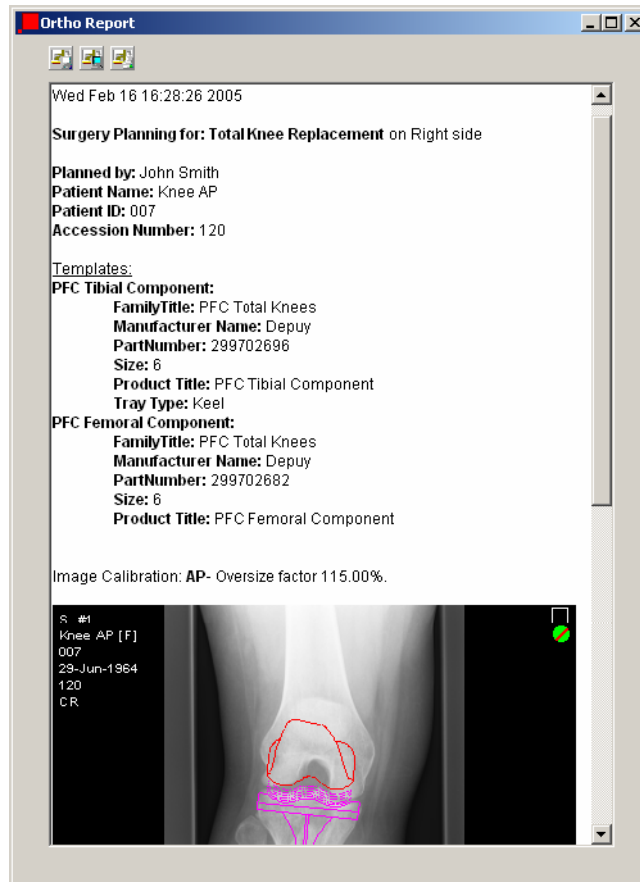 Ortho Report
Wed Feb 16 16:28:26 2005
Surgery Planning for: Total Knee Replacement on Right side
Planned by: John Smith
Patient Name: Knee AP
Patient ID: 007
Accession Number: 120
Templates:
PFC Tibial Component:
FamilyTitle: PFC Total Knees
Manufacturer Name: Depuy
PartNumber: 299702696
Size: 6
Product Title: PFC Tibial Component
Tray Type: Keel
PFC Femoral Component:
FamilyTitle: PFC Total Knees
Manufacturer Name: Depuy
PartNumber: 299702682
Size: 6
Product Title: PFC Femoral Component
Image Calibration: AP- Oversize factor 115.00%.
S #1
Knee AP [F]
007
29-Jun-1964
120
CR